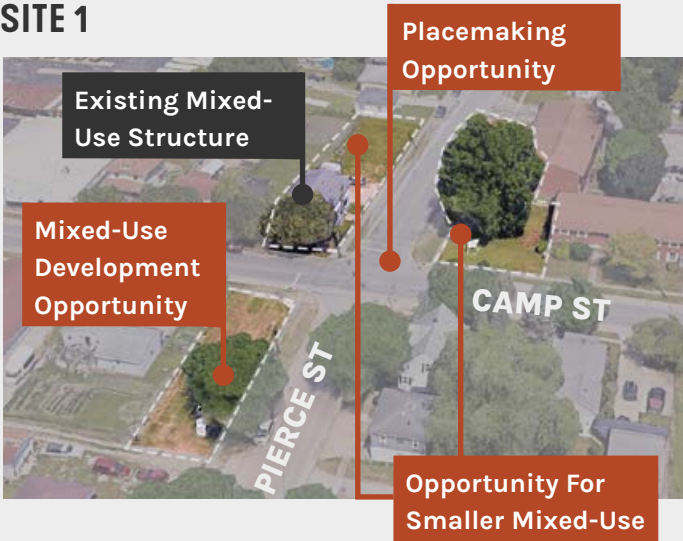 SITE 1
Placemaking
Opportunity
Existing Mixed-
Use Structure
Mixed-Use
Development
Opportunity
CAMP ST
PIERCE ST
Opportunity For
Smaller Mixed-Use